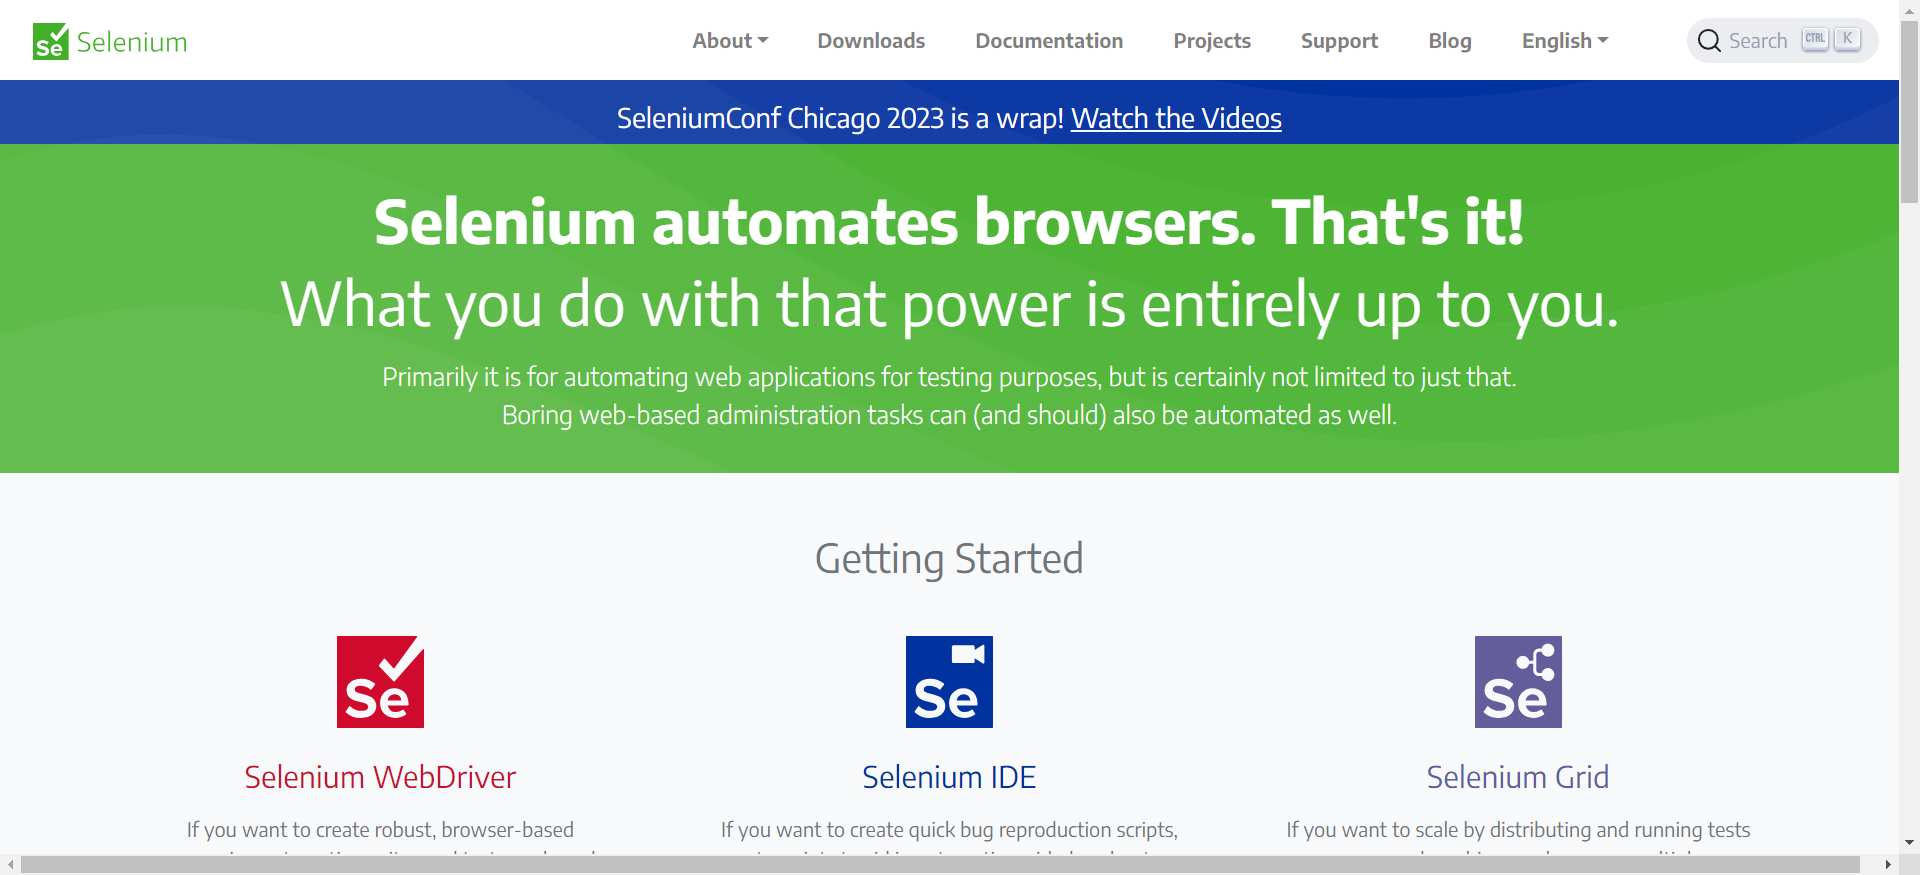 Se Selenium
About
Downloads
Documentation
Projects
Support
Blog
English
Search CTRL K
SeleniumConf Chicago 2023 is a wrap! Watch the Videos
Selenium automates browsers. That's it!
What you do with that power is entirely up to you.
Primarily it is for automating web applications for testing purposes, but is certainly not limited to just that.
Boring web-based administration tasks can (and should) also be automated as well.
Getting Started
Se
Selenium WebDriver
If you want to create robust, browser-based
Se
Selenium IDE
If you want to create quick bug reproduction scripts,
Se
Selenium Grid
If you want to scale by distributing and running tests